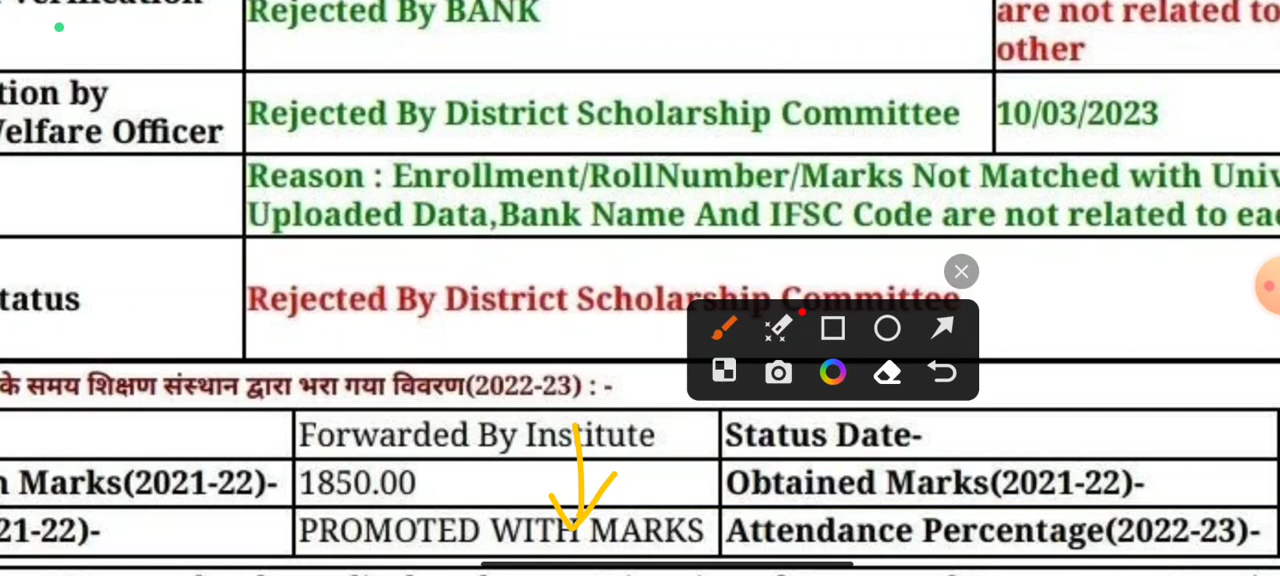 Rejected By BANK
are not related to
other
tion by
Welfare Officer
Rejected By District Scholarship Committee
10/03/2023
Reason : Enrollment/RollNumber/Marks Not Matched with Univ
Uploaded Data,Bank Name And IFSC Code are not related to ea
tatus
Rejected By District Scholarship Committee
के समय शिक्षण संस्थान द्वारा भरा गया विवरण(2022-23) : -
Forwarded By Institute
Status Date-
Marks(2021-22)-
1850.00
Obtained Marks(2021-22)-
21-22)-
PROMOTED WITH MARKS
Attendance Percentage(2022-23)-